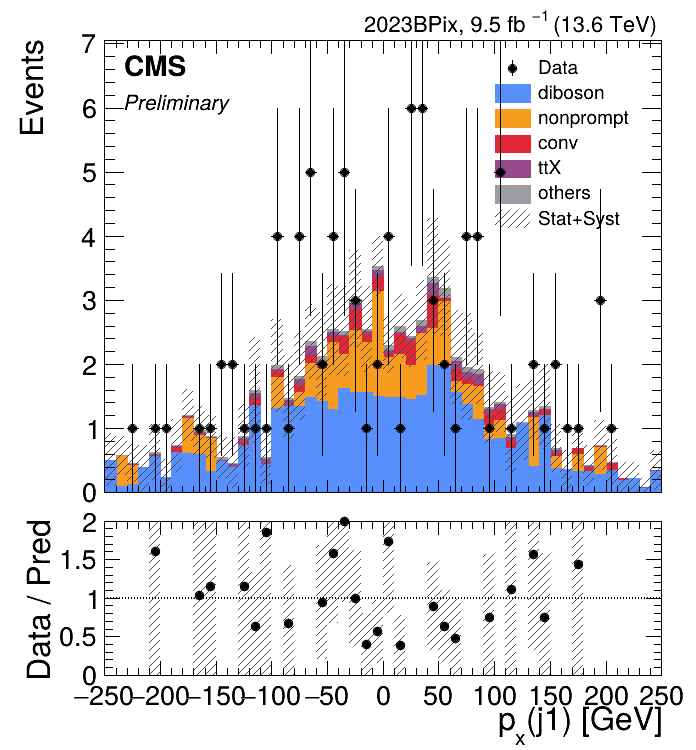 2023BPix, 9.5 fb⁻¹ (13.6 TeV)
CMS
Preliminary
Events
7
6
5
4
3
2
1
0
Data
diboson
nonprompt
conv
ttX
others
Stat+Syst
Data / Pred
2
1.5
1
0.5
0
−250 −200 −150 −100 −50 0 50 100 150 200 250
pₓ(j1) [GeV]